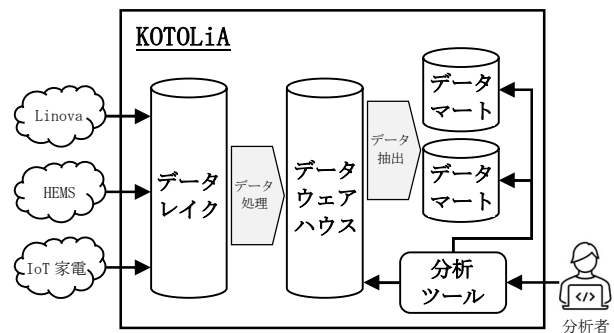 KOTOLiA
Linova
HEMS
IoT 家電
データ
レイク
データ
処理
データ
ウェア
ハウス
データ
抽出
データ
マート
データ
マート
分析
ツール
</>
分析者